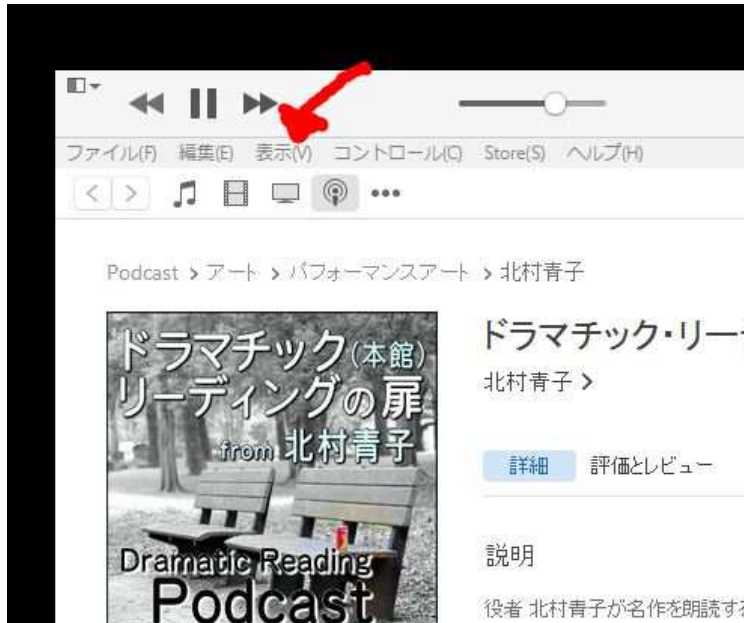 ファイル(F) 編集(E) 表示(V) コントロール(C) Store(S) ヘルプ(H)
Podcast > アート > パフォーマンスアート > 北村青子
ドラマチック(本館)
リーディングの扉
from 北村青子
Dramatic Reading
Podcast
ドラマチック・リー
北村青子 >
詳細 評価とレビュー
説明
役者 北村青子が名作を朗読する